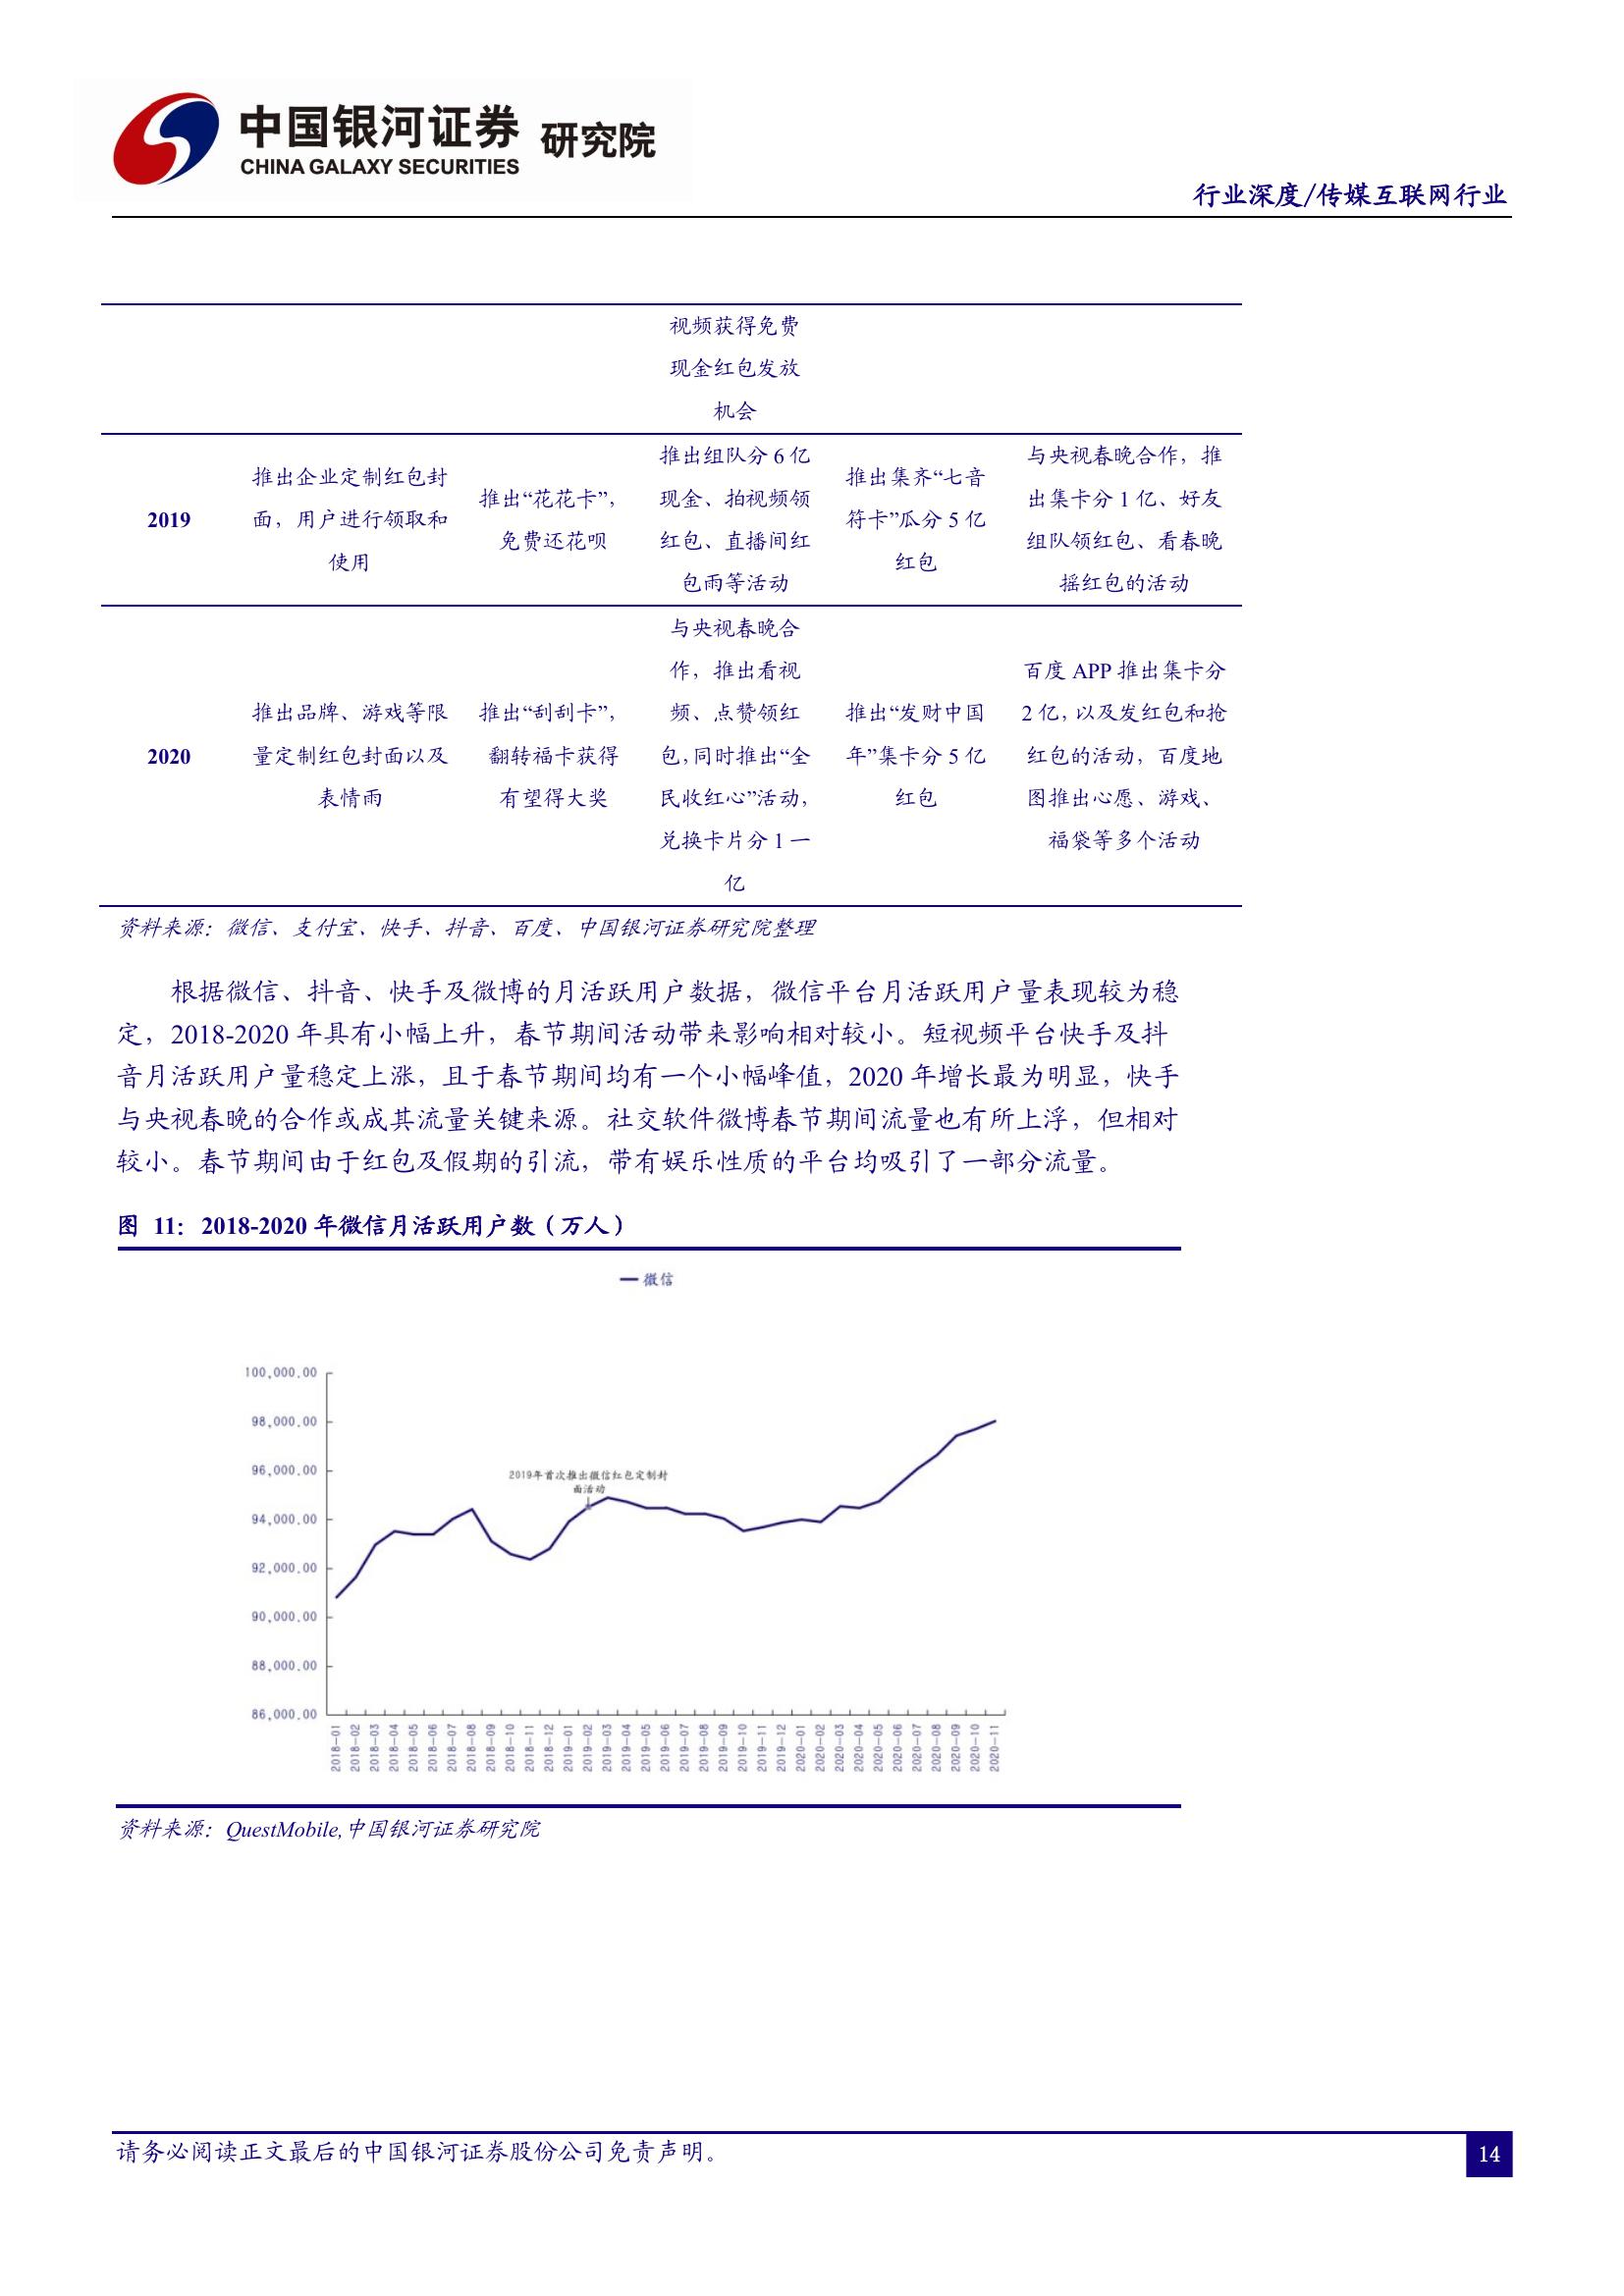 中国银河证券 研究院
CHINA GALAXY SECURITIES
行业深度/传媒互联网行业
视频获得免费
现金红包发放
机会
2019
推出企业定制红包封
面，用户进行领取和
使用
推出“花花卡”，
免费还花呗
推出组队分 6 亿
现金、拍视频领
红包、直播间红
包雨等活动
推出集齐“七音
符卡”瓜分 5 亿
红包
与央视春晚合作，推
出集卡分 1 亿、好友
组队领红包、看春晚
摇红包的活动
2020
推出品牌、游戏等限
量定制红包封面以及
表情雨
推出“刮刮卡”，
翻转福卡获得
有望得大奖
与央视春晚合
作，推出看视
频、点赞领红
包，同时推出“全
民收红心”活动，
兑换卡片分 1 一
亿
推出“发财中国
年”集卡分 5 亿
红包
百度 APP 推出集卡分
2 亿，以及发红包和抢
红包的活动，百度地
图推出心愿、游戏、
福袋等多个活动
资料来源：微信、支付宝、快手、抖音、百度、中国银河证券研究院整理
根据微信、抖音、快手及微博的月活跃用户数据，微信平台月活跃用户量表现较为稳
定，2018-2020 年具有小幅上升，春节期间活动带来影响相对较小。短视频平台快手及抖
音月活跃用户量稳定上涨，且于春节期间均有一个小幅峰值，2020 年增长最为明显，快手
与央视春晚的合作或成其流量关键来源。社交软件微博春节期间流量也有所上浮，但相对
较小。春节期间由于红包及假期的引流，带有娱乐性质的平台均吸引了一部分流量。
图 11：2018-2020 年微信月活跃用户数（万人）
微信
100,000.00
98,000.00
96,000.00
94,000.00
92,000.00
90,000.00
88,000.00
86,000.00
2019年首次推出微信红包定制封
面活动
2018-01
2018-02
2018-03
2018-04
2018-05
2018-06
2018-07
2018-08
2018-09
2018-10
2018-11
2018-12
2019-01
2019-02
2019-03
2019-04
2019-05
2019-06
2019-07
2019-08
2019-09
2019-10
2019-11
2019-12
2020-01
2020-02
2020-03
2020-04
2020-05
2020-06
2020-07
2020-08
2020-09
2020-10
2020-11
资料来源：QuestMobile,中国银河证券研究院
请务必阅读正文最后的中国银河证券股份公司免责声明。
14